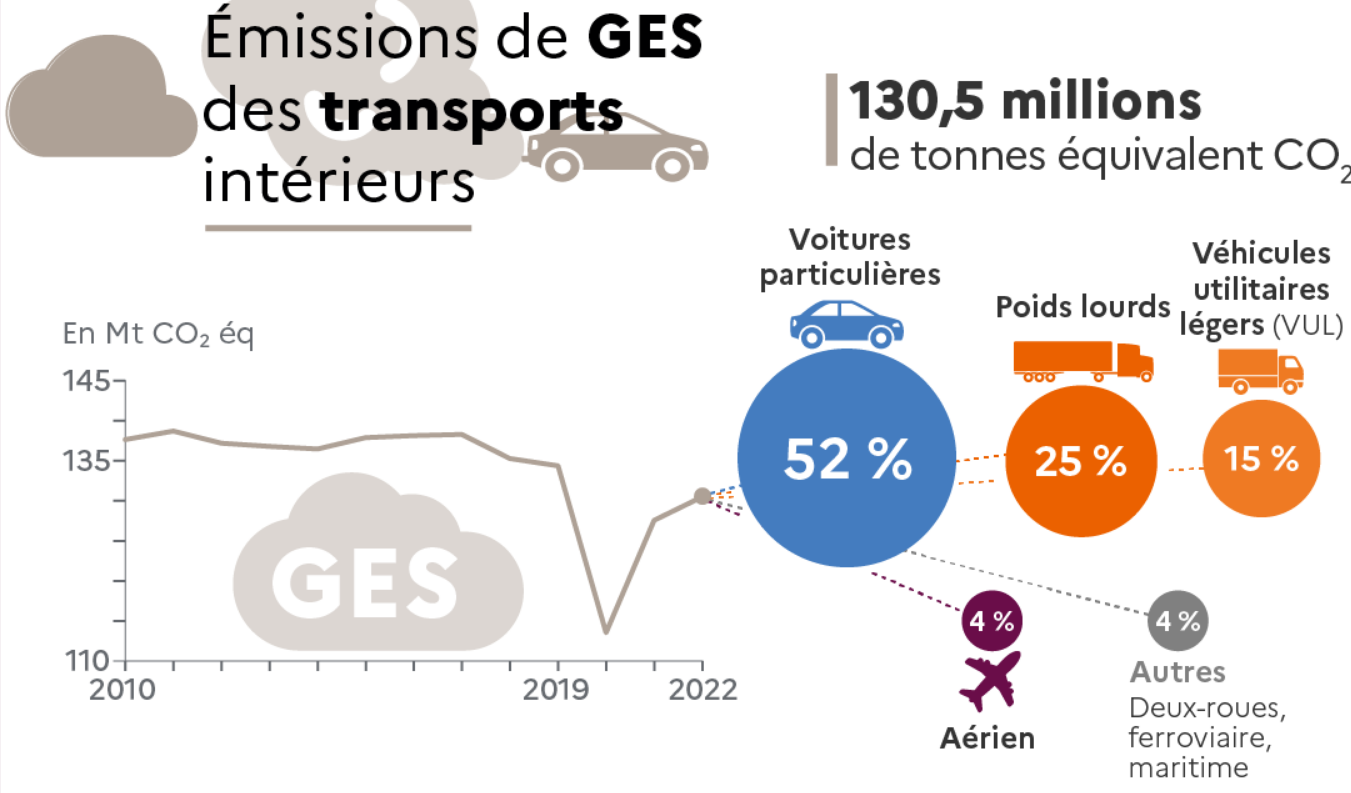 Émissions de GES
des transports
intérieurs
130,5 millions
de tonnes équivalent CO₂
En Mt CO₂ éq
145
135
110
2010
2019
2022
GES
Voitures
particulières
52 %
Poids lourds
25 %
Véhicules
utilitaires
légers (VUL)
15 %
4 %
Aérien
4 %
Autres
Deux-roues,
ferroviaire,
maritime